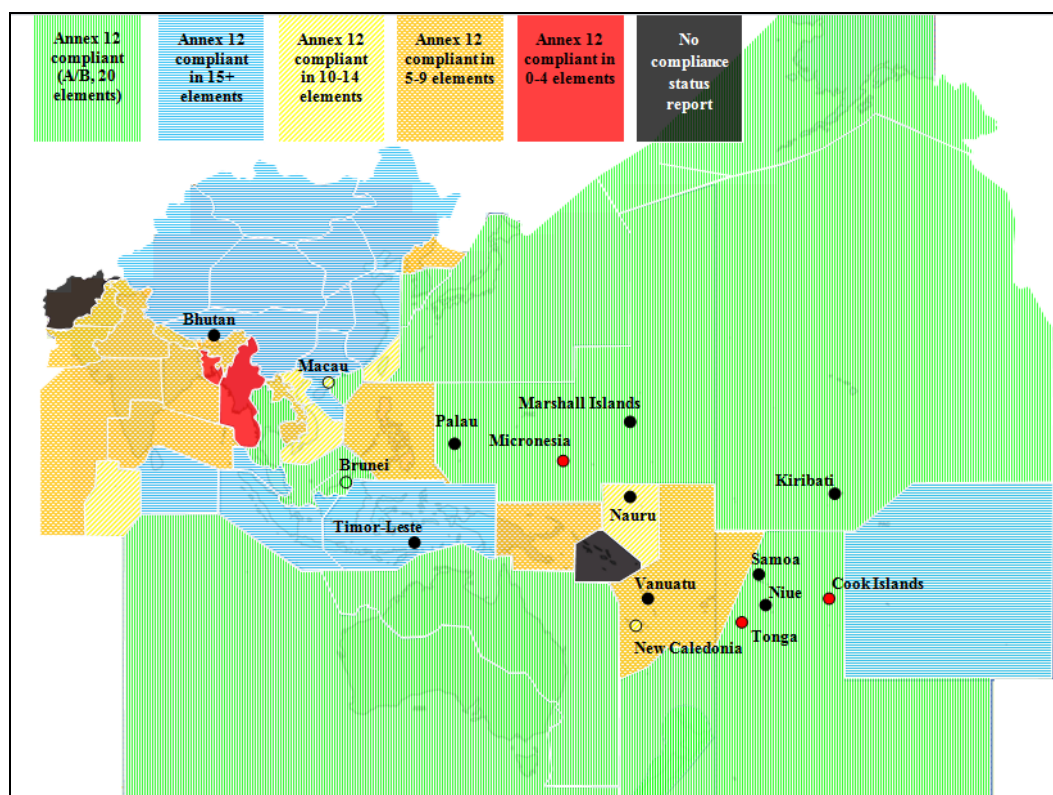 Annex 12
compliant
(A/B, 20
elements)
Annex 12
compliant
in 15+
elements
Annex 12
compliant
in 10-14
elements
Annex 12
compliant in
5-9 elements
Annex 12
compliant in
0-4 elements
No
compliance
status
report
Bhutan
Macau
Marshall Islands
Palau
Micronesia
Brunei
Kiribati
Nauru
Timor-Leste
Samoa
Vanuatu
Niue
Cook Islands
New Caledonia
Tonga